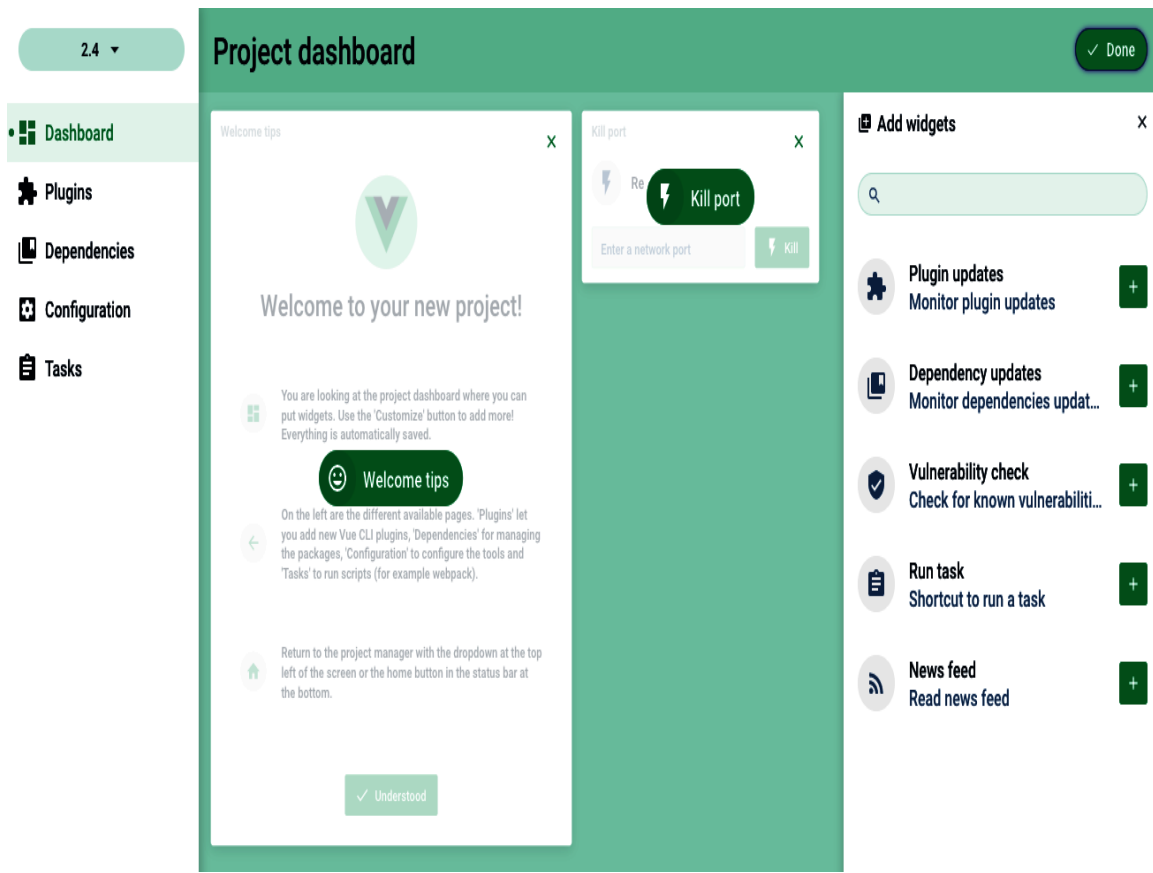 2.4
Project dashboard
Done
Dashboard
Plugins
Dependencies
Configuration
Tasks
Welcome tips
Welcome to your new project!
You are looking at the project dashboard where you can
put widgets. Use the 'Customize' button to add more!
Everything is automatically saved.
Welcome tips
On the left are the different available pages. 'Plugins' let
you add new Vue CLI plugins, 'Dependencies' for managing
the packages, 'Configuration' to configure the tools and
'Tasks' to run scripts (for example webpack).
Return to the project manager with the dropdown at the top
left of the screen or the home button in the status bar at
the bottom.
Understood
Kill port
Re
Kill port
Enter a network port
Kill
Add widgets
Plugin updates
Monitor plugin updates
Dependency updates
Monitor dependencies updat...
Vulnerability check
Check for known vulnerabiliti...
Run task
Shortcut to run a task
News feed
Read news feed